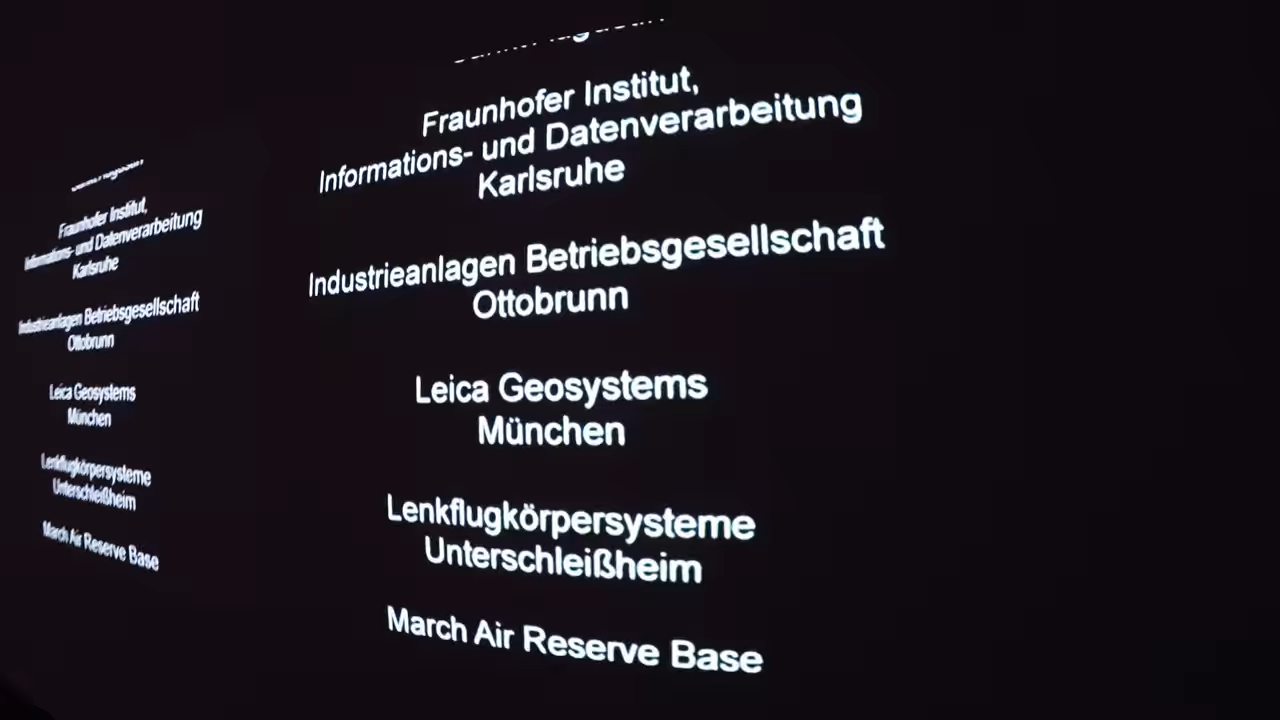 Fraunhofer Institut,
Informations- und Datenverarbeitung
Karlsruhe
Industrieanlagen Betriebsgesellschaft
Ottobrunn
Leica Geosystems
München
Lenkflugkörpersysteme
Unterschleißheim
March Air Reserve Base
Fraunhofer Institut,
Informations- und Datenverarbeitung
Karlsruhe
Industrieanlagen Betriebsgesellschaft
Ottobrunn
Leica Geosystems
München
Lenkflugkörpersysteme
Unterschleißheim
March Air Reserve Base